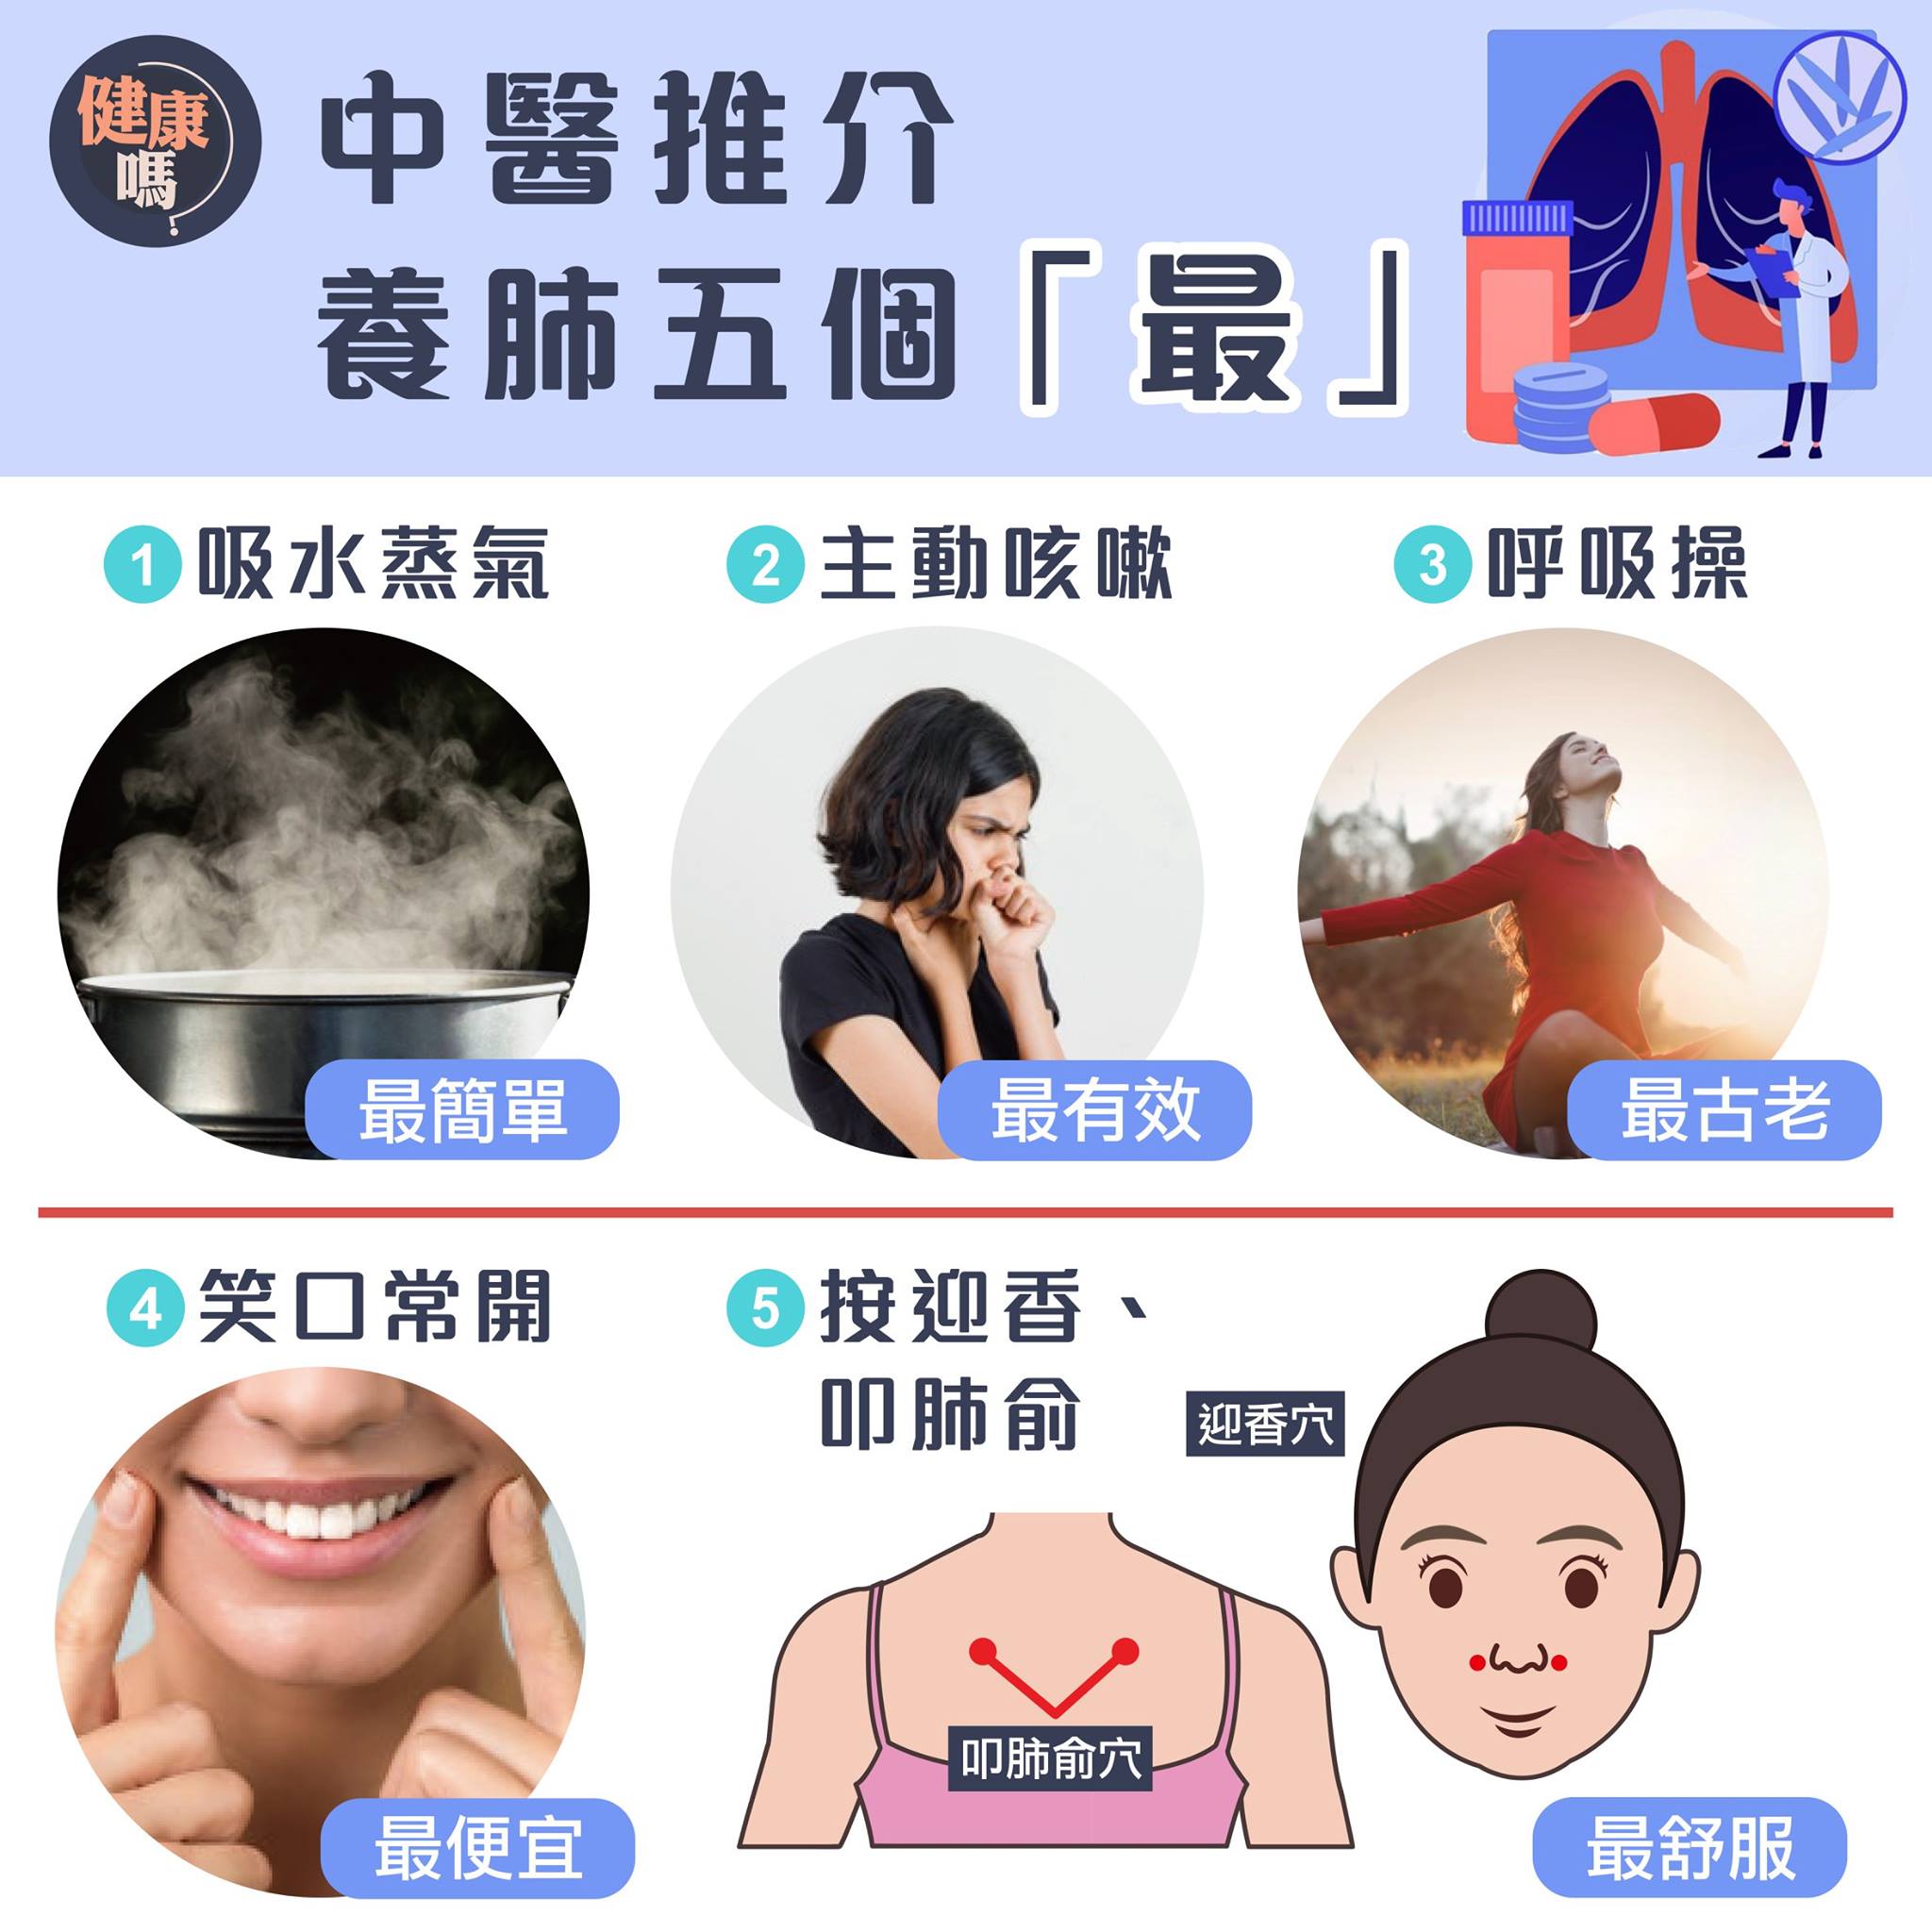 健康
嗎?
中醫推介
養肺五個「最」
1 吸水蒸氣
最簡單
2 主動咳嗽
最有效
3 呼吸操
最古老
4 笑口常開
最便宜
5 按迎香、
叩肺俞
迎香穴
叩肺俞穴
最舒服